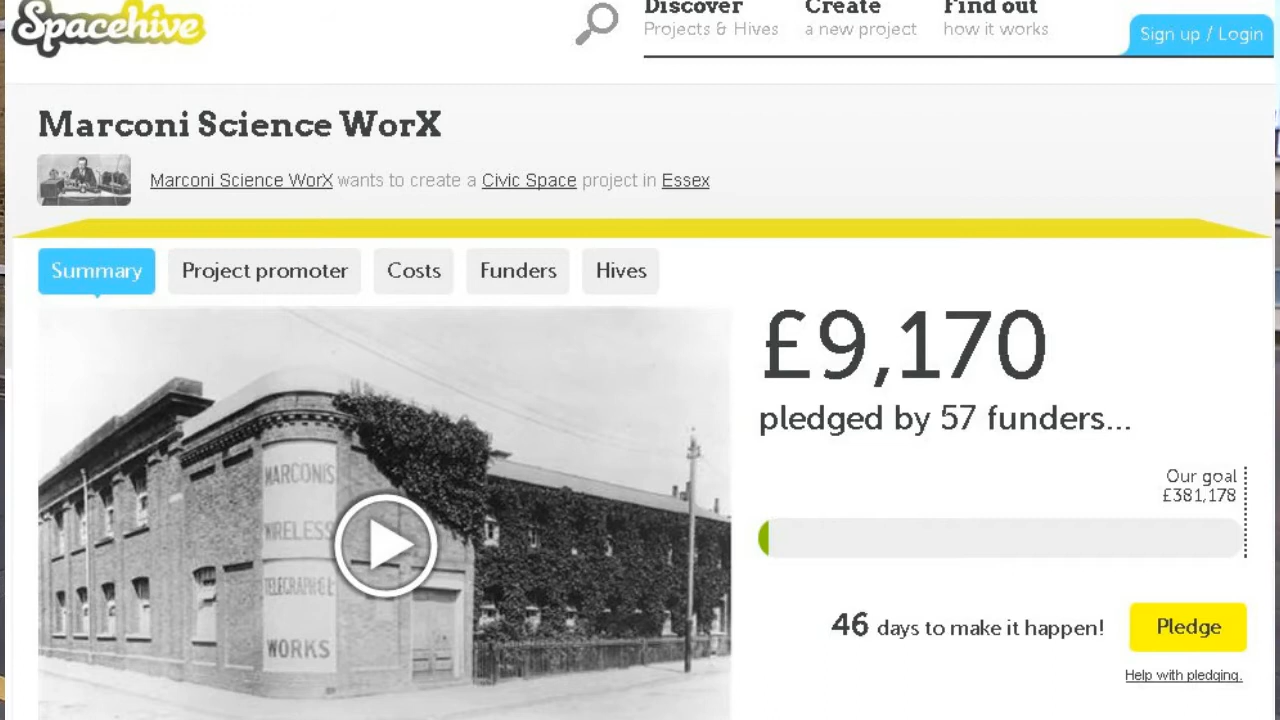 Spacehive
Discover
Projects & Hives
Create
a new project
Find out
how it works
Sign up / Login
Marconi Science WorX
Marconi Science WorX wants to create a Civic Space project in Essex
Summary
Project promoter
Costs
Funders
Hives
MARCONIS
WIRELESS
TELEGRAPH Co L
WORKS
£9,170
pledged by 57 funders...
Our goal
£381,178
46 days to make it happen!
Pledge
Help with pledging.